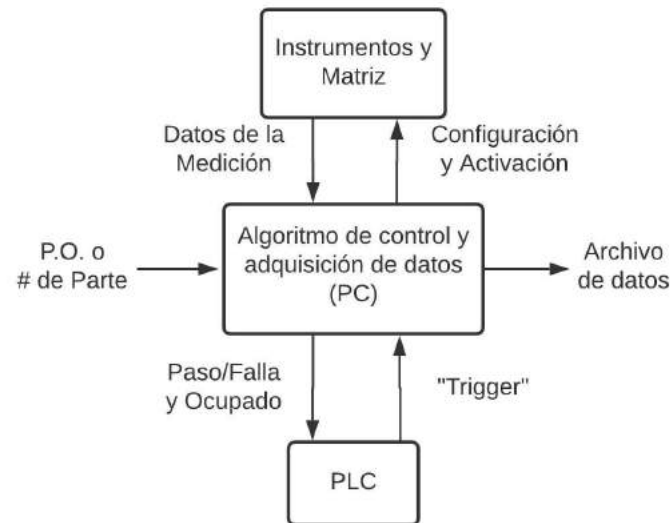 Instrumentos y
Matriz
Datos de la
Medición
Configuración
y Activación
P.O. o
# de Parte
Algoritmo de control y
adquisición de datos
(PC)
Archivo
de datos
Paso/Falla
y Ocupado
"Trigger"
PLC